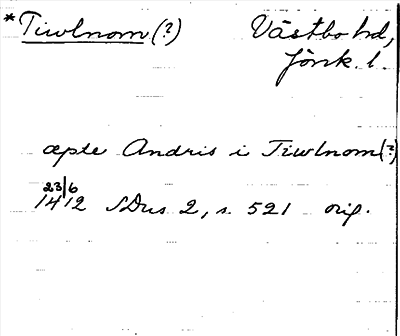 *Tiwlnom(?) Västbo hd,
Jönk. l.
æpte Andris i Tiwlnom(?)
23/6
1412 SDns 2, s. 521 orig.